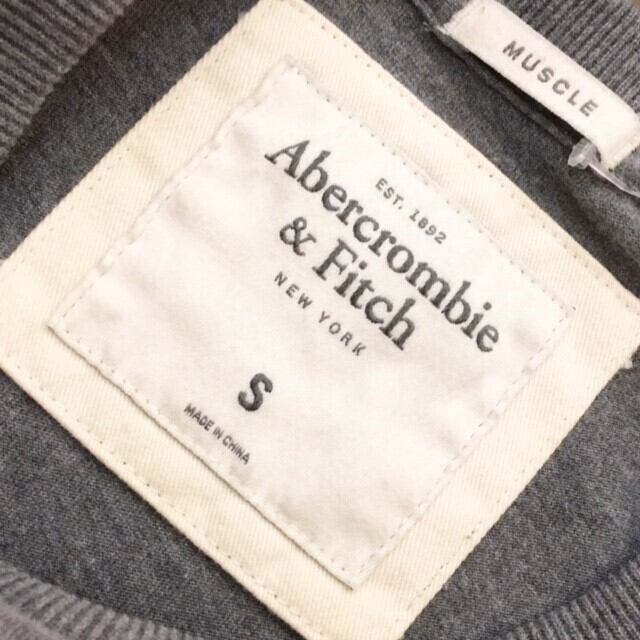 MUSCLE
EST. 1892
Abercrombie
& Fitch
NEW YORK
S
MADE IN CHINA